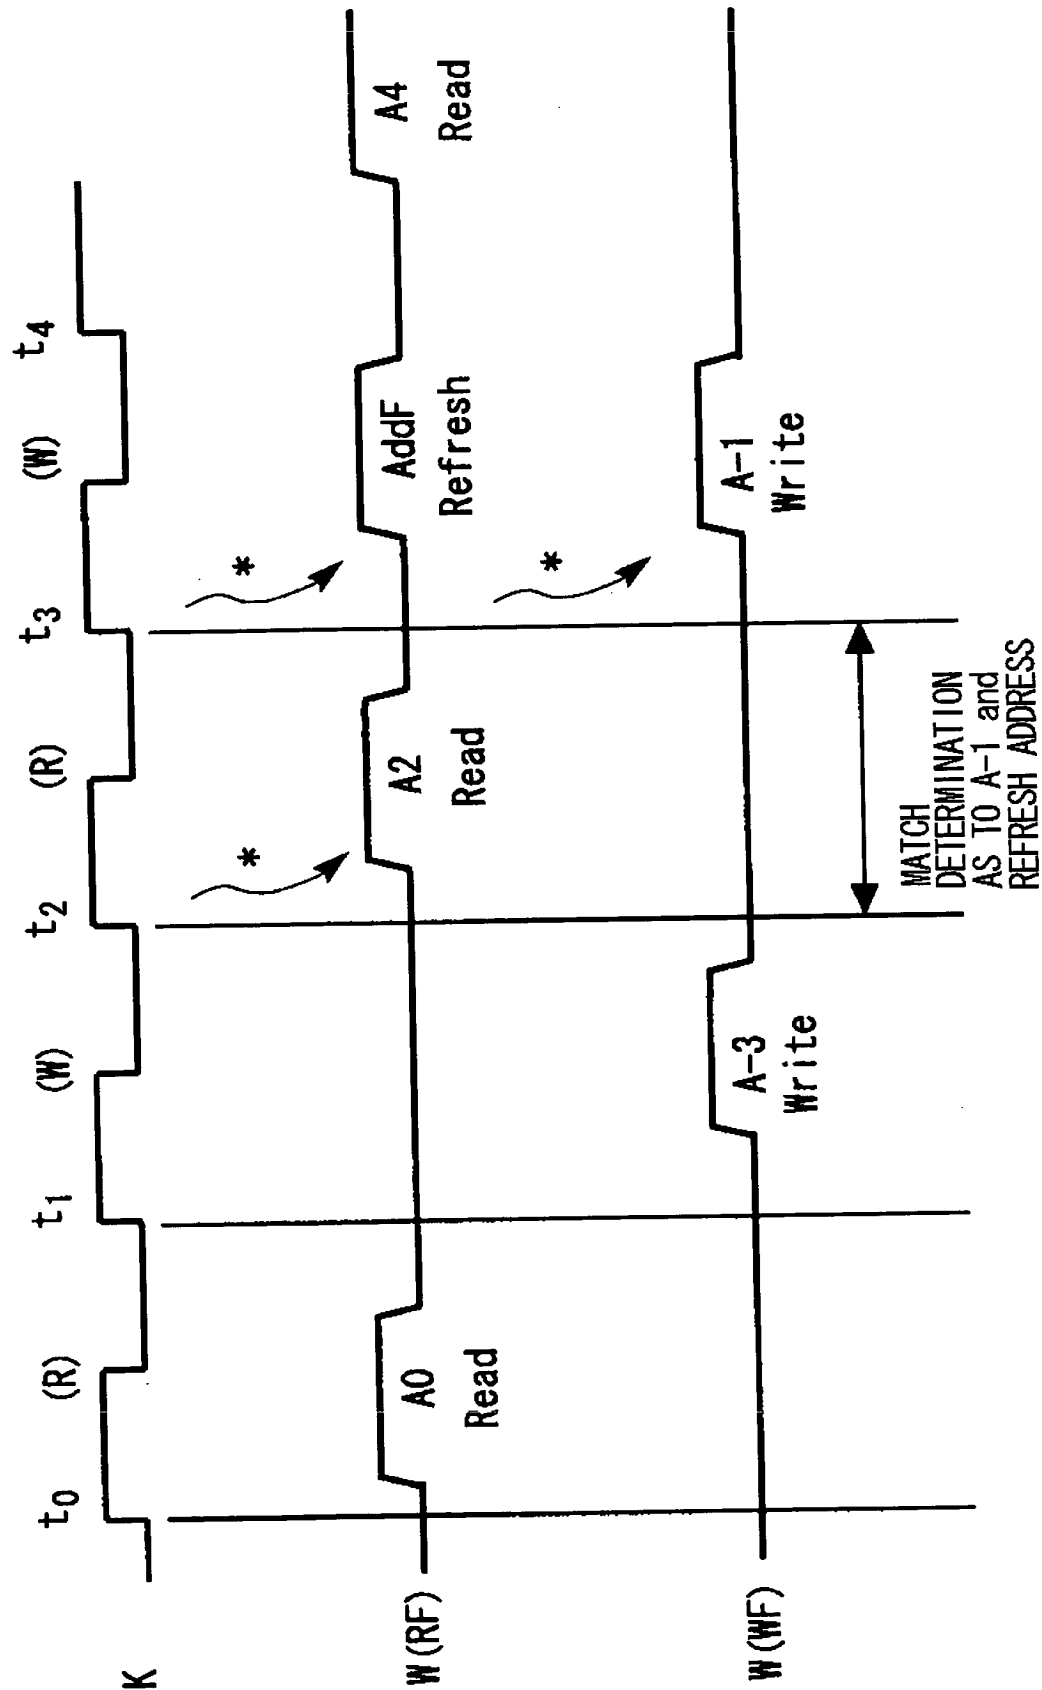 t0 (R) t1 (W) t2 (R) t3 (W) t4
K
W(RF)
A0 A2 AddF A4
Read Read Refresh Read
* *
*
W(WF)
A-3 A-1
Write Write
MATCH
DETERMINATION
AS TO A-1 and
REFRESH ADDRESS